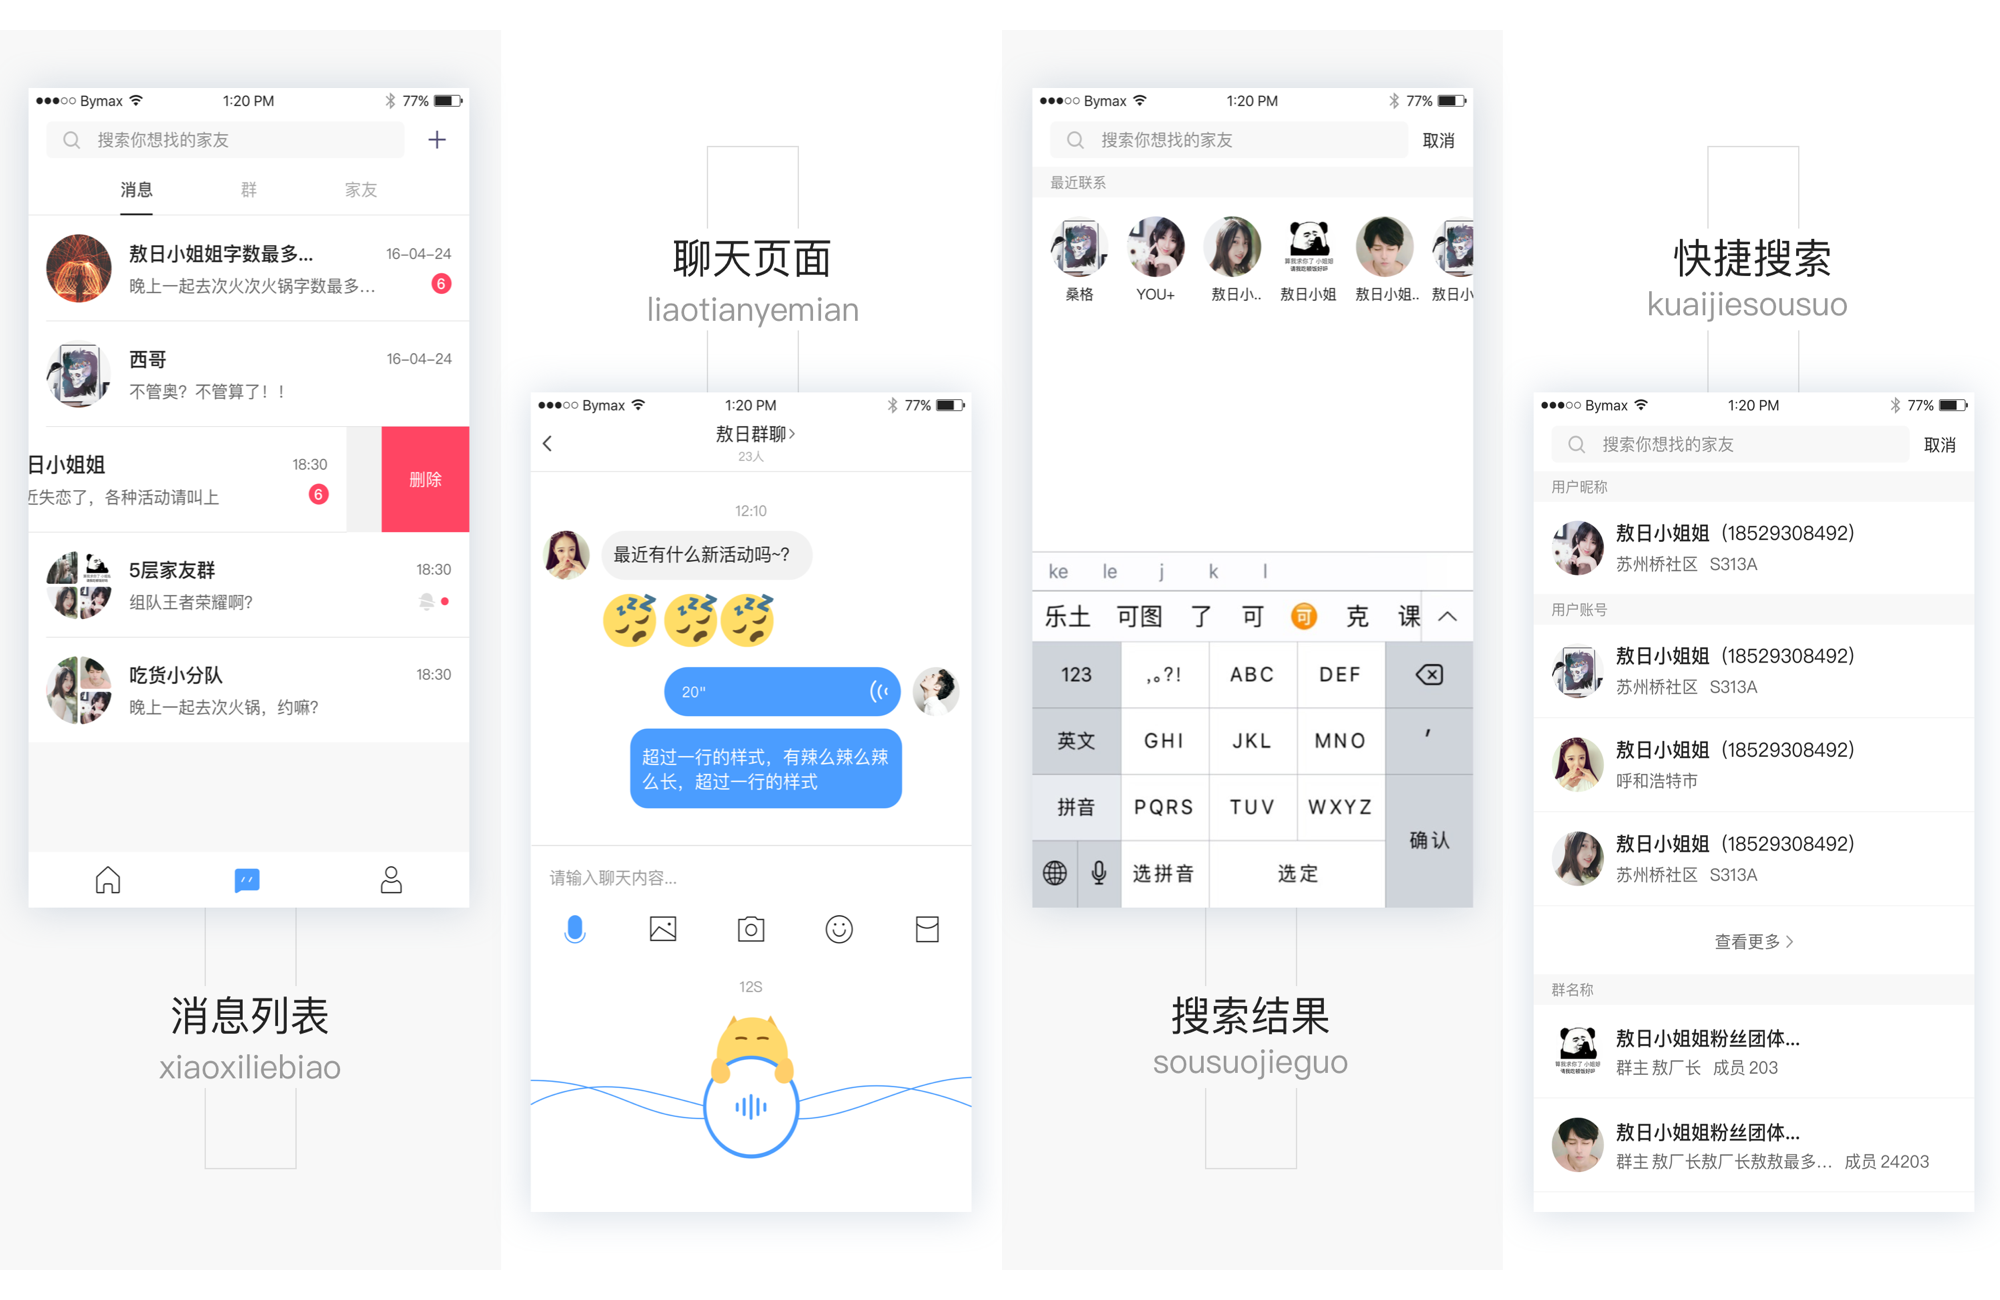 Bymax 1:20 PM 77%
搜索你想找的家友
消息 群 家友
敖日小姐姐字数最多... 16-04-24
晚上一起去次火次火锅字数最多... 6
西哥 16-04-24
不管奥？不管算了！！
日小姐姐 18:30
近失恋了，各种活动请叫上 6
删除
5层家友群 18:30
组队王者荣耀啊?
吃货小分队 18:30
晚上一起去次火锅，约嘛?
消息列表
xiaoxiliebiao
聊天页面
liaotianyemian
Bymax 1:20 PM 77%
敖日群聊
23人
12:10
最近有什么新活动吗~?
20"
超过一行的样式，有辣么辣么辣
么长，超过一行的样式
请输入聊天内容...
12S
Bymax 1:20 PM 77%
搜索你想找的家友 取消
最近联系
算我求你了 小姐姐
请我吃顿饭好吗
桑格 YOU+ 敖日小.. 敖日小姐 敖日小姐.. 敖日小
ke le j k l
乐土 可图 了 可 可 克 课
123 ,。?! ABC DEF
英文 GHI JKL MNO ′
拼音 PQRS TUV WXYZ
确认
选拼音 选定
搜索结果
sousuojieguo
快捷搜索
kuaijiesousuo
Bymax 1:20 PM 77%
搜索你想找的家友 取消
用户昵称
敖日小姐姐（18529308492）
苏州桥社区 S313A
用户账号
敖日小姐姐（18529308492）
苏州桥社区 S313A
敖日小姐姐（18529308492）
呼和浩特市
敖日小姐姐（18529308492）
苏州桥社区 S313A
查看更多
群名称
敖日小姐姐粉丝团体...
群主 敖厂长 成员 203
敖日小姐姐粉丝团体...
群主 敖厂长敖厂长敖敖最多... 成员 24203